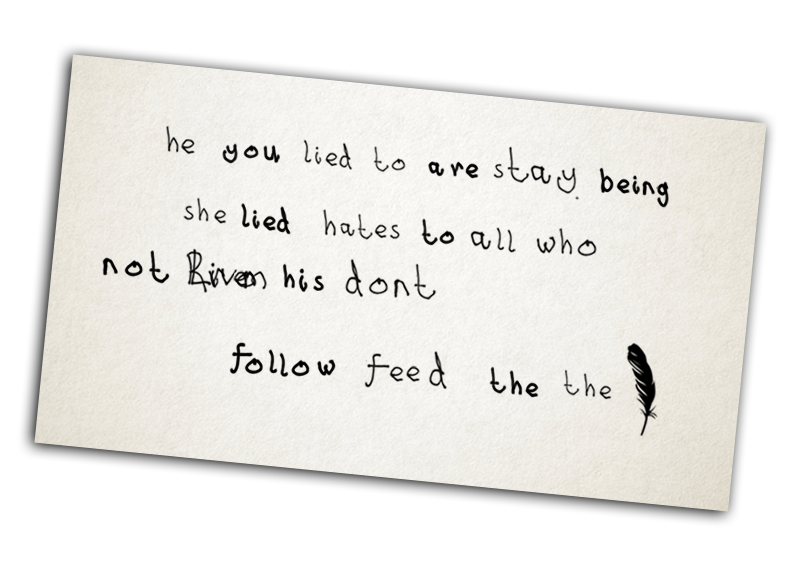 he you lied to are stay being
she lied hates to all who
not his dont
follow feed the the